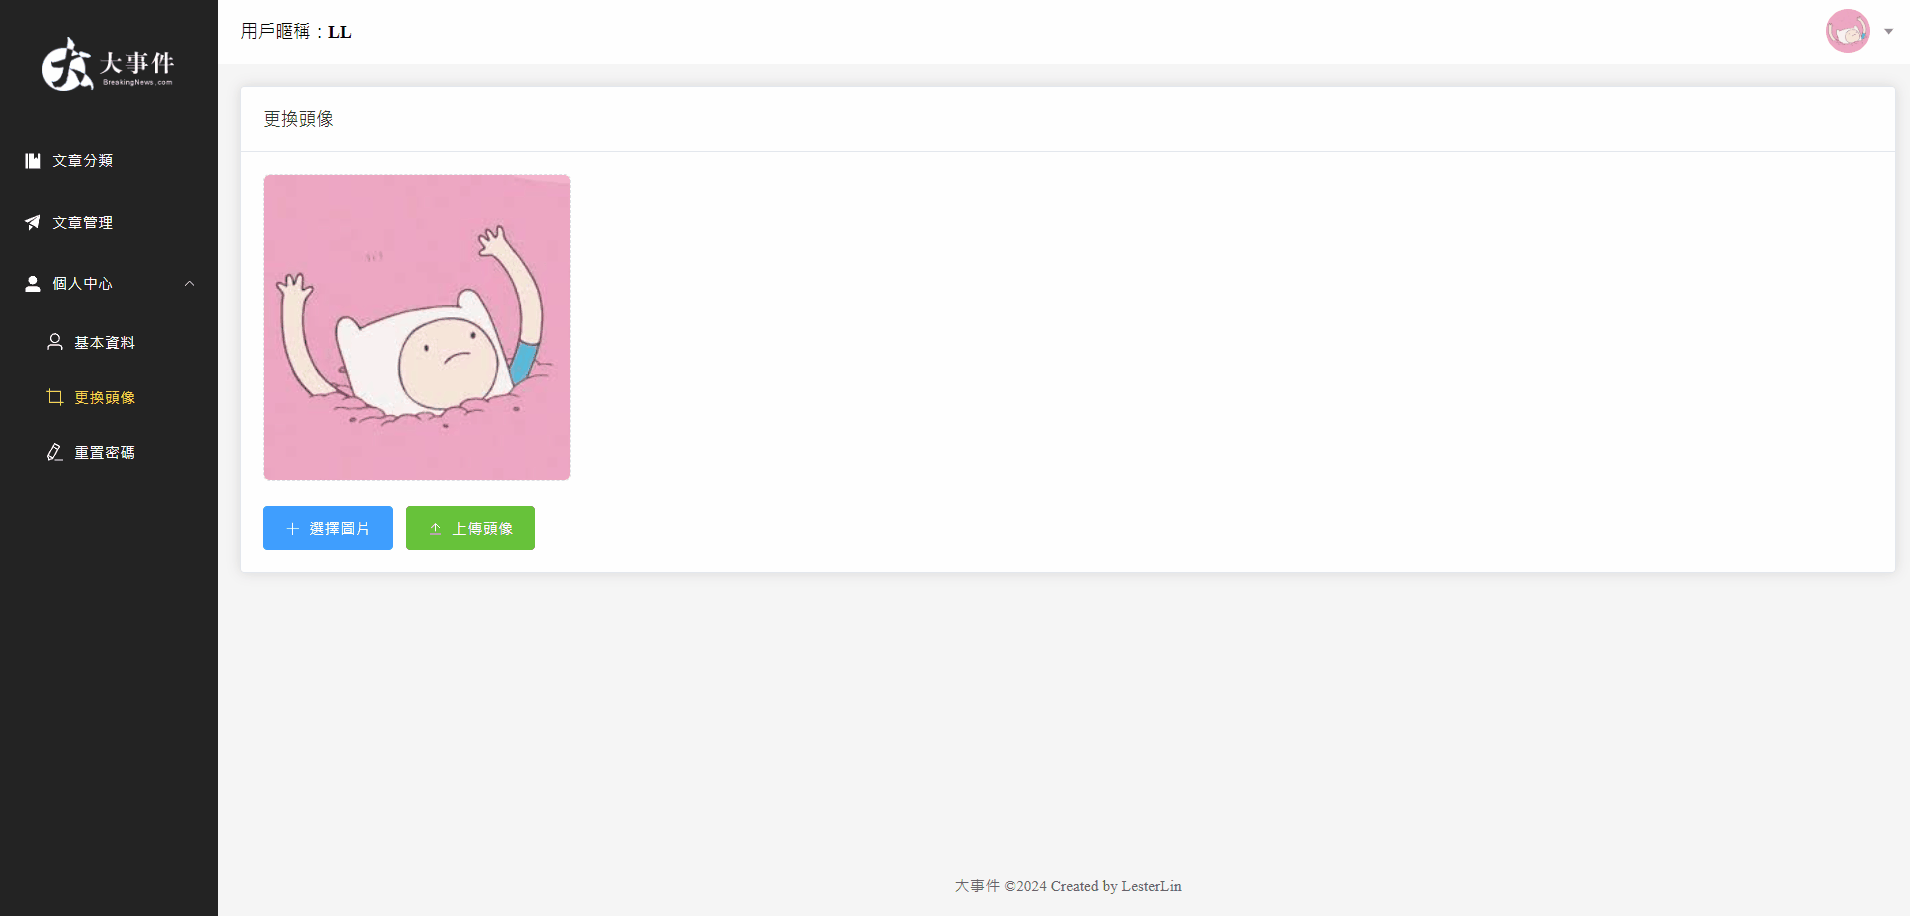 大事件
BreakingNews.com
文章分類
文章管理
個人中心
基本資料
更換頭像
重置密碼
用戶暱稱：LL
更換頭像
選擇圖片
上傳頭像
大事件 ©2024 Created by LesterLin